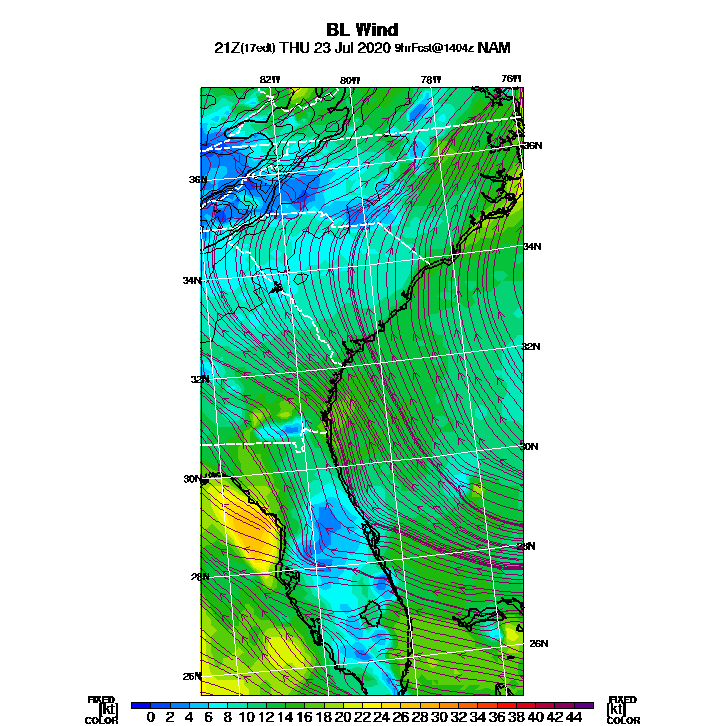 BL Wind
21Z(17edt) THU 23 Jul 2020 9hrFcst@1404z NAM
82W 80W 78W 76W
36N 36N
34N 34N
32N 32N
30N 30N
28N 28N
26N 26N
FIXED FIXED
[kt] [kt]
COLOR COLOR
0 2 4 6 8 10 12 14 16 18 20 22 24 26 28 30 32 34 36 38 40 42 44